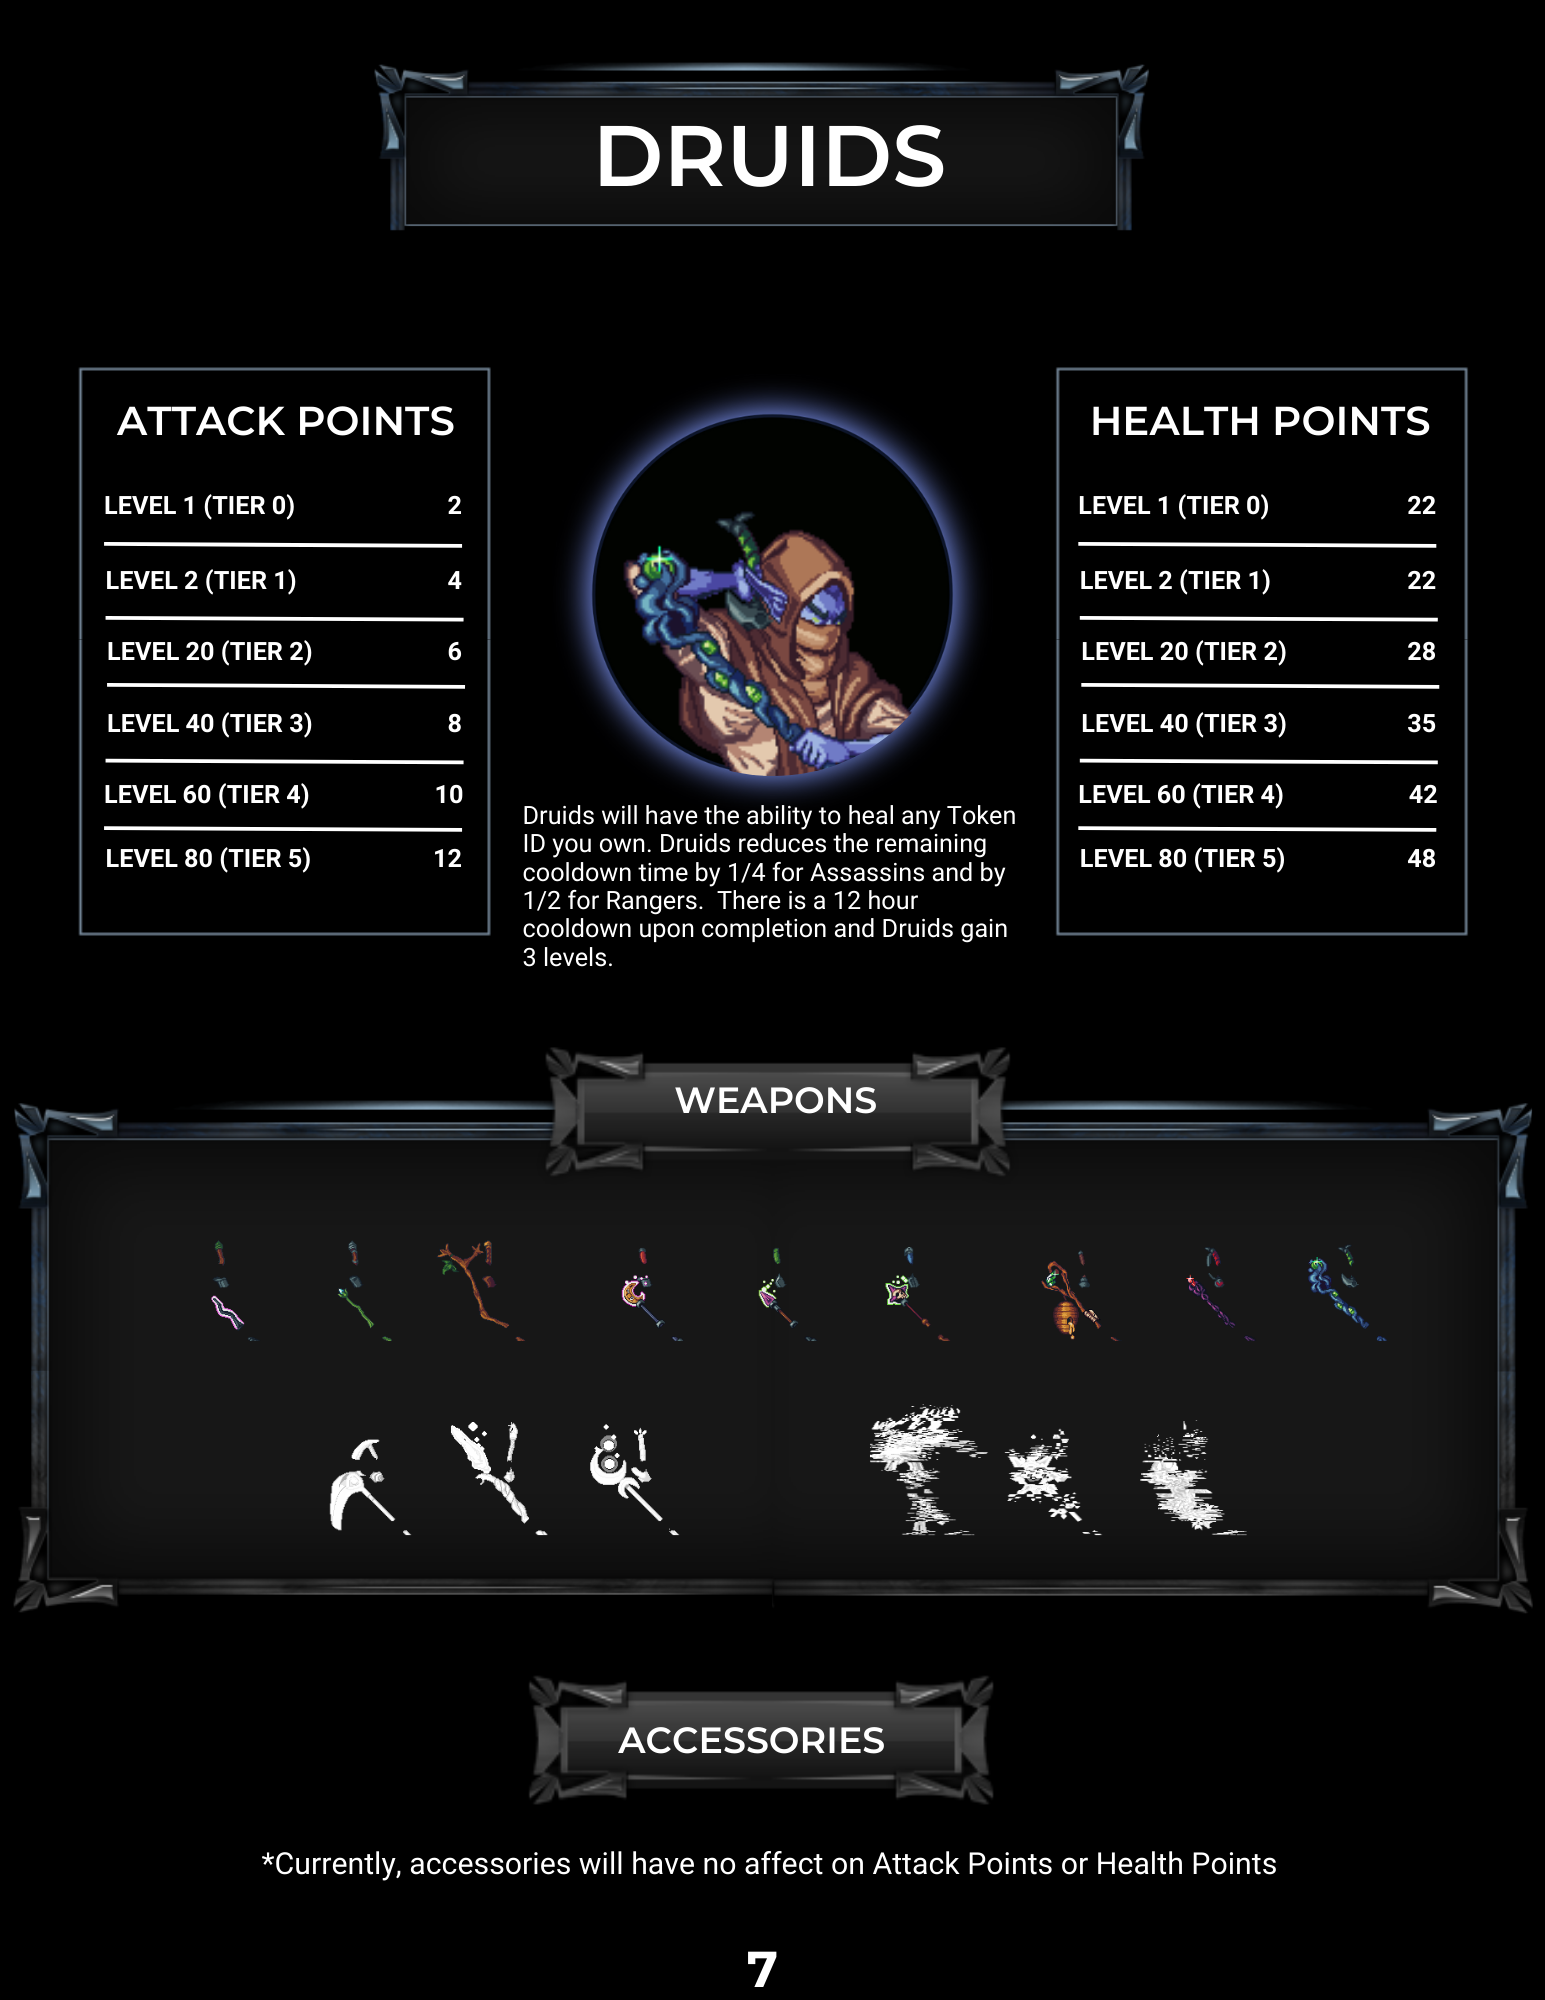 DRUIDS
ATTACK POINTS
LEVEL 1 (TIER 0) 2
LEVEL 2 (TIER 1) 4
LEVEL 20 (TIER 2) 6
LEVEL 40 (TIER 3) 8
LEVEL 60 (TIER 4) 10
LEVEL 80 (TIER 5) 12
Druids will have the ability to heal any Token
ID you own. Druids reduces the remaining
cooldown time by 1/4 for Assassins and by
1/2 for Rangers.  There is a 12 hour
cooldown upon completion and Druids gain
3 levels.
HEALTH POINTS
LEVEL 1 (TIER 0) 22
LEVEL 2 (TIER 1) 22
LEVEL 20 (TIER 2) 28
LEVEL 40 (TIER 3) 35
LEVEL 60 (TIER 4) 42
LEVEL 80 (TIER 5) 48
WEAPONS
ACCESSORIES
*Currently, accessories will have no affect on Attack Points or Health Points
7